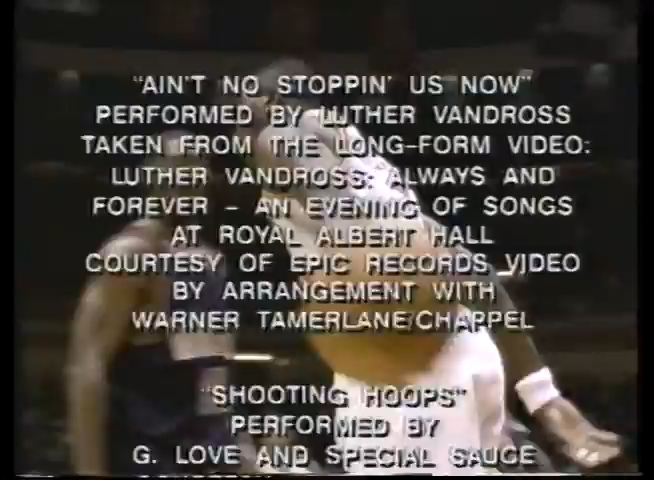 "AIN'T NO STOPPIN' US NOW"
PERFORMED BY LUTHER VANDROSS
TAKEN FROM THE LONG-FORM VIDEO:
LUTHER VANDROSS: ALWAYS AND
FOREVER - AN EVENING OF SONGS
AT ROYAL ALBERT HALL
COURTESY OF EPIC RECORDS VIDEO
BY ARRANGEMENT WITH
WARNER TAMERLANE/CHAPPEL
"SHOOTING HOOPS"
PERFORMED BY
G. LOVE AND SPECIAL SAUCE